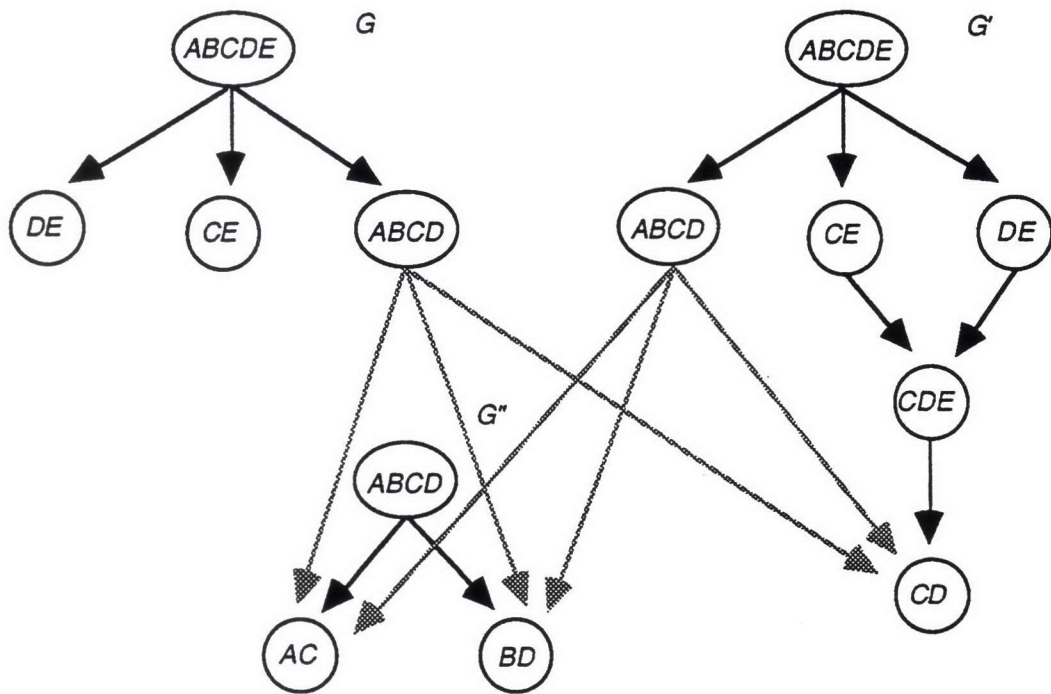 G G'
ABCDE ABCDE
DE CE ABCD ABCD CE DE
CDE
G"
ABCD
CD
AC BD